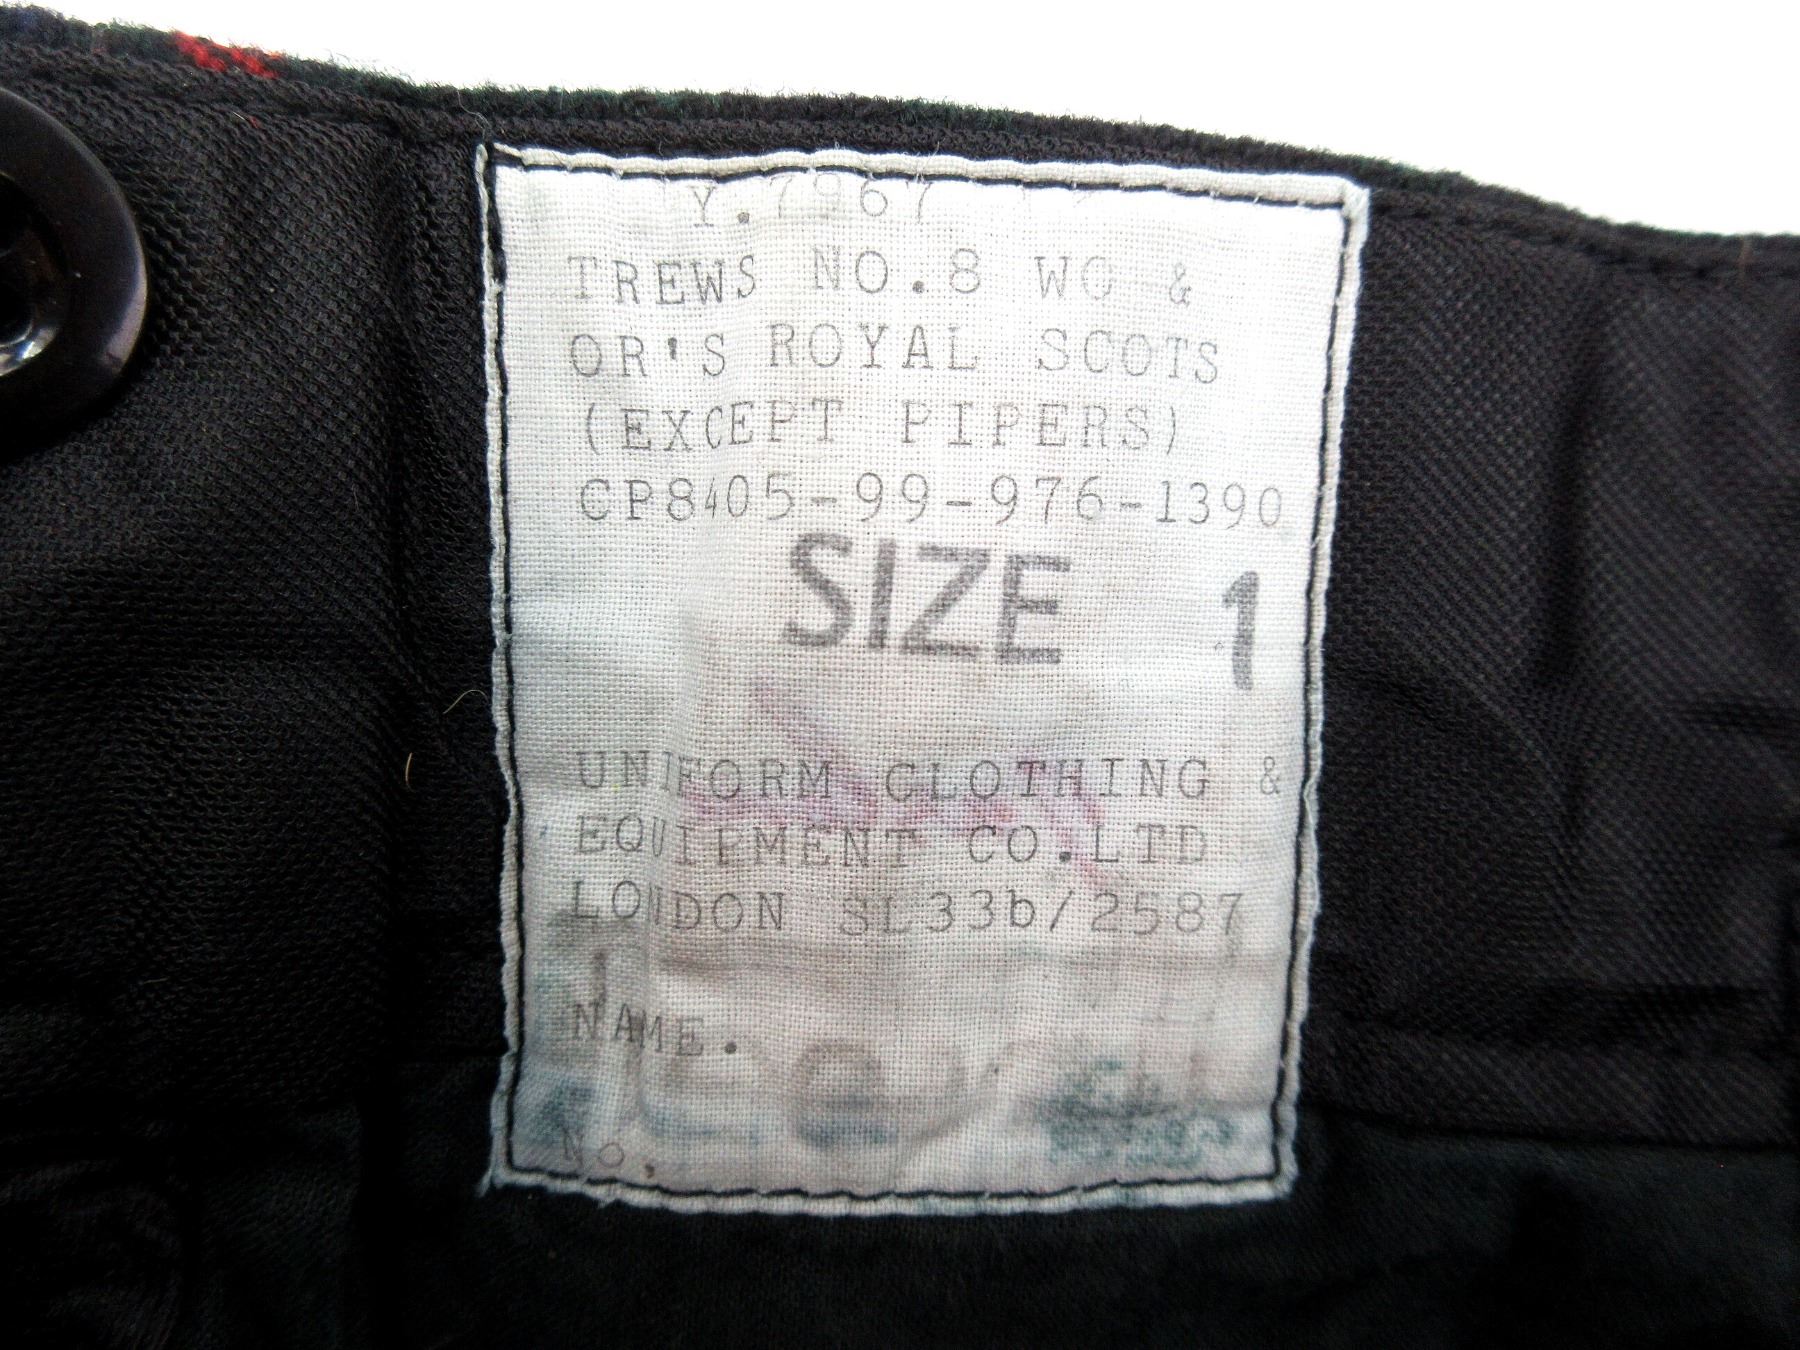 Y.7967
TREWS NO.8 WO &
OR'S ROYAL SCOTS
(EXCEPT PIPERS)
CP8405-99-976-1390
SIZE 1
UNIFORM CLOTHING &
EQUIPMENT CO.LTD
LONDON SL33b/2587
NAME.
No.